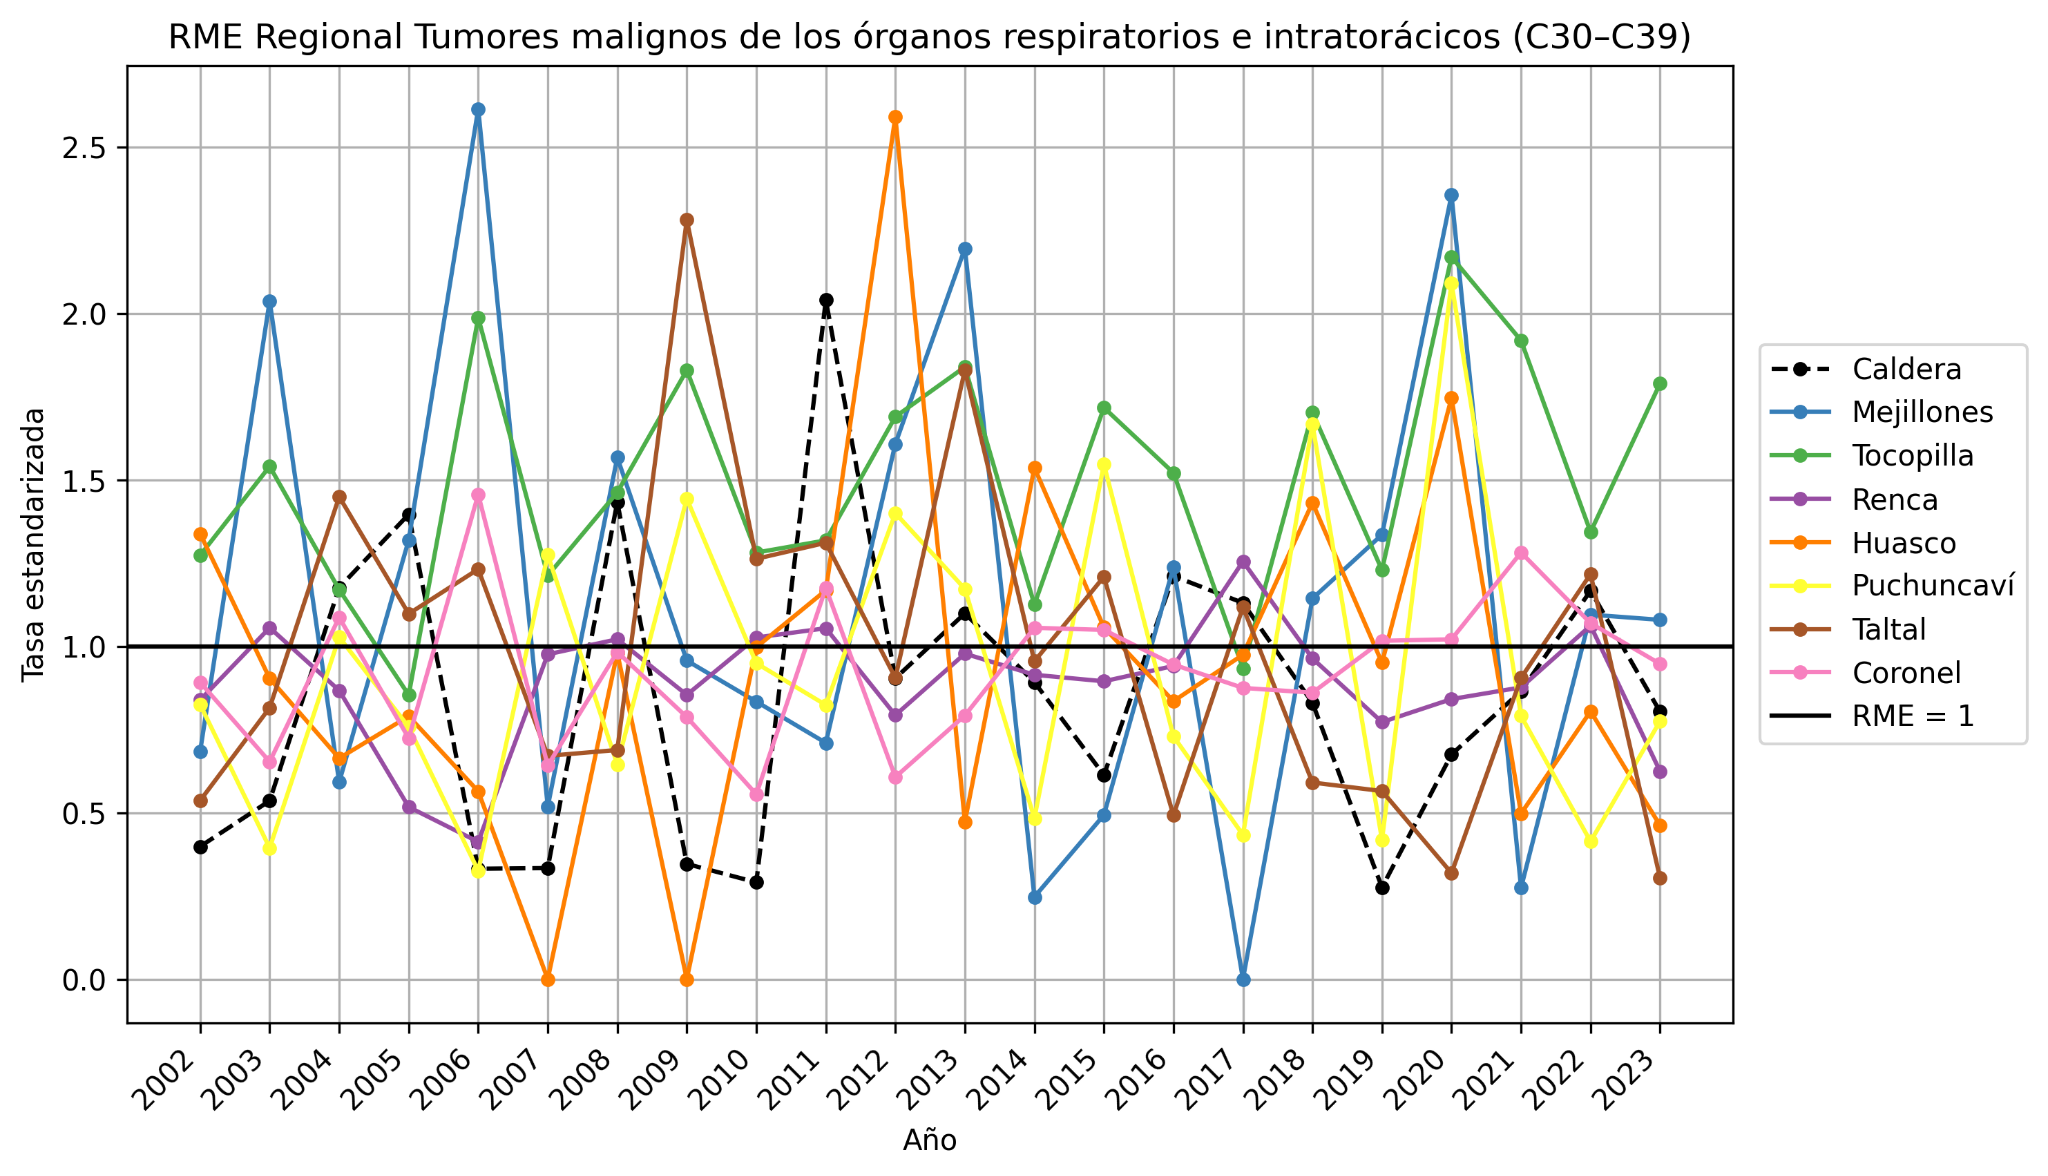 RME Regional Tumores malignos de los órganos respiratorios e intratorácicos (C30–C39)
Tasa estandarizada
2.5
2.0
1.5
1.0
0.5
0.0
2002
2003
2004
2005
2006
2007
2008
2009
2010
2011
2012
2013
2014
2015
2016
2017
2018
2019
2020
2021
2022
2023
Año
Caldera
Mejillones
Tocopilla
Renca
Huasco
Puchuncaví
Taltal
Coronel
RME = 1